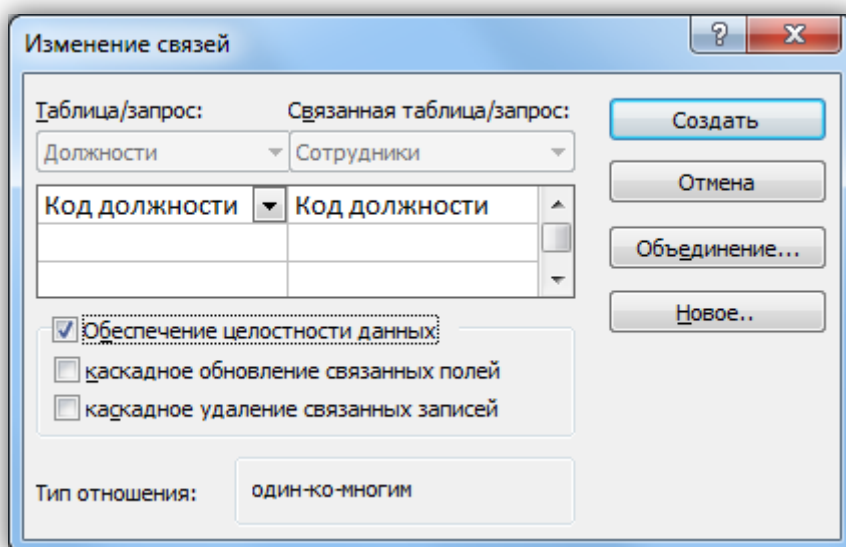 Изменение связей
Таблица/запрос: Связанная таблица/запрос:
Должности Сотрудники
Код должности Код должности
Обеспечение целостности данных
каскадное обновление связанных полей
каскадное удаление связанных записей
Тип отношения: один-ко-многим
Создать
Отмена
Объединение...
Новое..